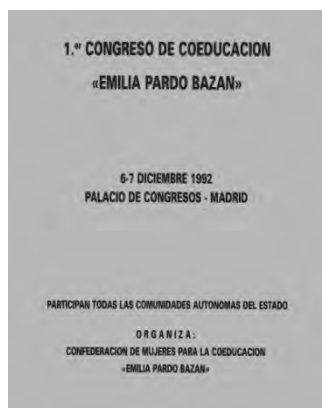 1.er CONGRESO DE COEDUCACION
«EMILIA PARDO BAZAN»
6-7 DICIEMBRE 1992
PALACIO DE CONGRESOS - MADRID
PARTICIPAN TODAS LAS COMUNIDADES AUTONOMAS DEL ESTADO
ORGANIZA:
CONFEDERACION DE MUJERES PARA LA COEDUCACION
«EMILIA PARDO BAZAN»